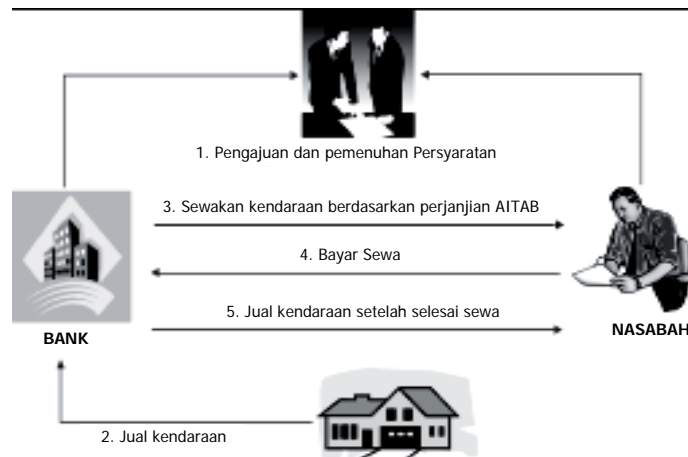 1. Pengajuan dan pemenuhan Persyaratan
3. Sewakan kendaraan berdasarkan perjanjian AITAB
4. Bayar Sewa
5. Jual kendaraan setelah selesai sewa
BANK
NASABAH
2. Jual kendaraan